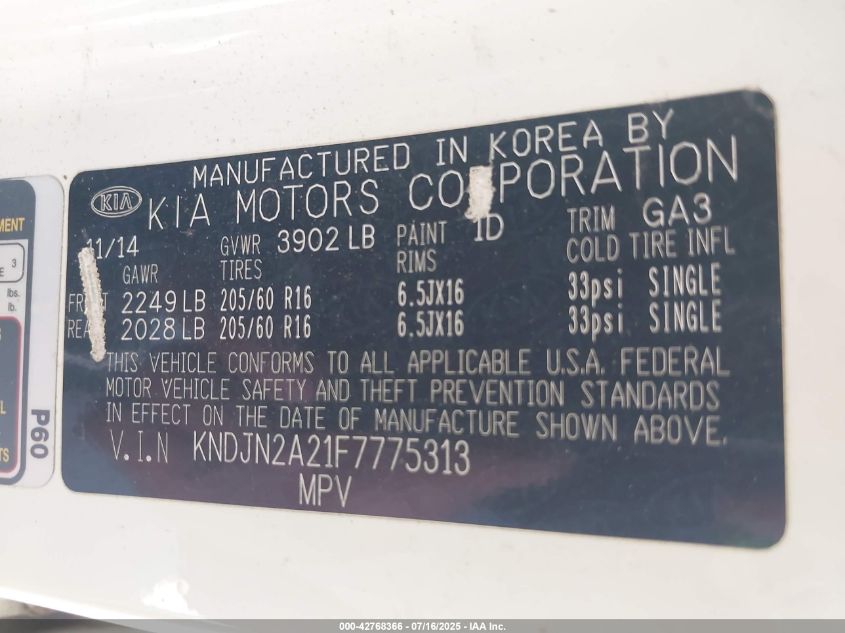 MANUFACTURED IN KOREA BY
KIA KIA MOTORS CO PORATION
11/14 GVWR 3902 LB PAINT 1D TRIM GA3
GAWR TIRES RIMS COLD TIRE INFL
2249 LB 205/60 R16 6.5JX16 33psi SINGLE
2028 LB 205/60 R16 6.5JX16 33psi SINGLE
THIS VEHICLE CONFORMS TO ALL APPLICABLE U.S.A. FEDERAL
MOTOR VEHICLE SAFETY AND THEFT PREVENTION STANDARDS
IN EFFECT ON THE DATE OF MANUFACTURE SHOWN ABOVE.
V.I.N KNDJN2A21F7775313
MPV
3
lbs.
lb.
P60
000-42768366 - 07/16/2025 - IAA Inc.